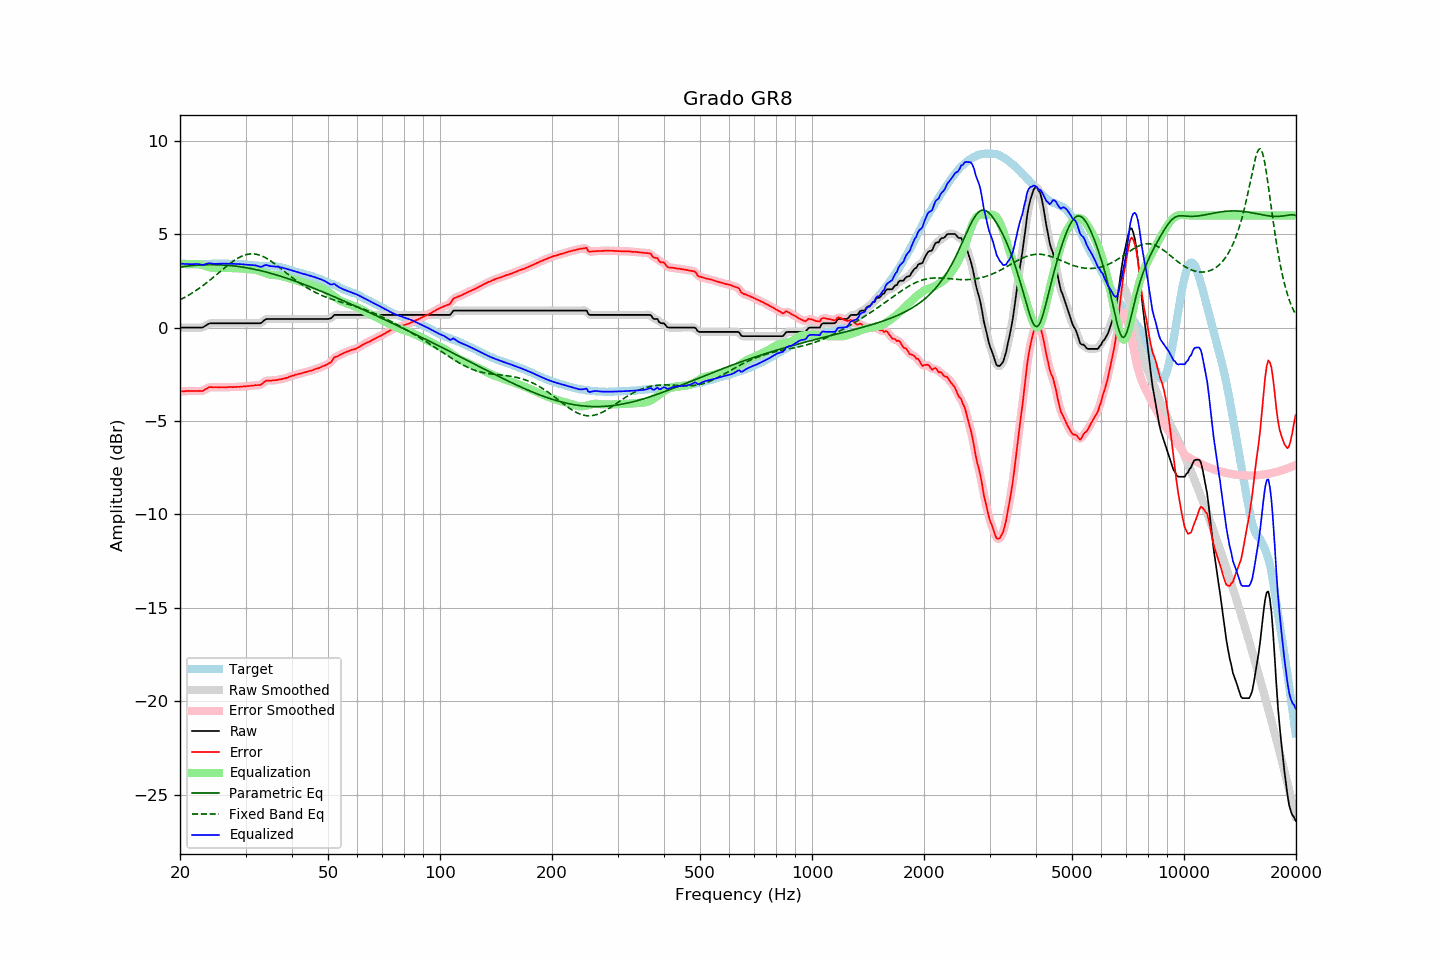 Grado GR8
10
5
0
−5
−10
−15
−20
−25
Amplitude (dBr)
Target
Raw Smoothed
Error Smoothed
Raw
Error
Equalization
Parametric Eq
Fixed Band Eq
Equalized
20 50 100 200 500 1000 2000 5000 10000 20000
Frequency (Hz)